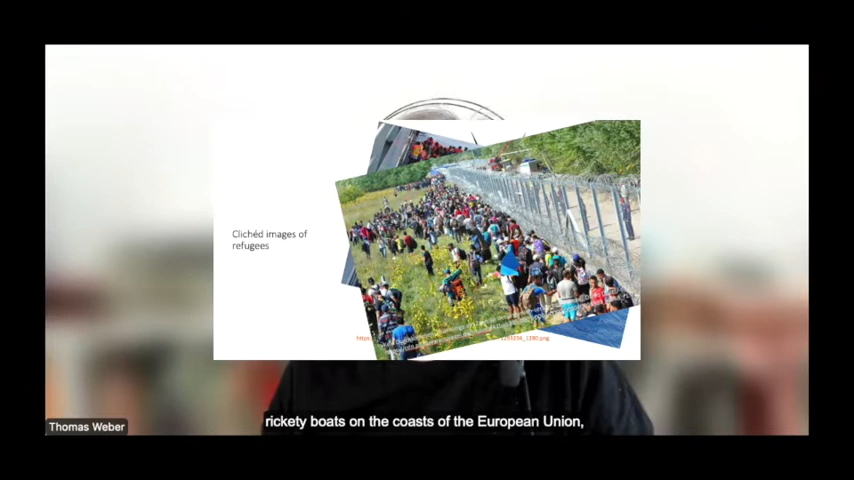 Clichéd images of
refugees
Thomas Weber
rickety boats on the coasts of the European Union,